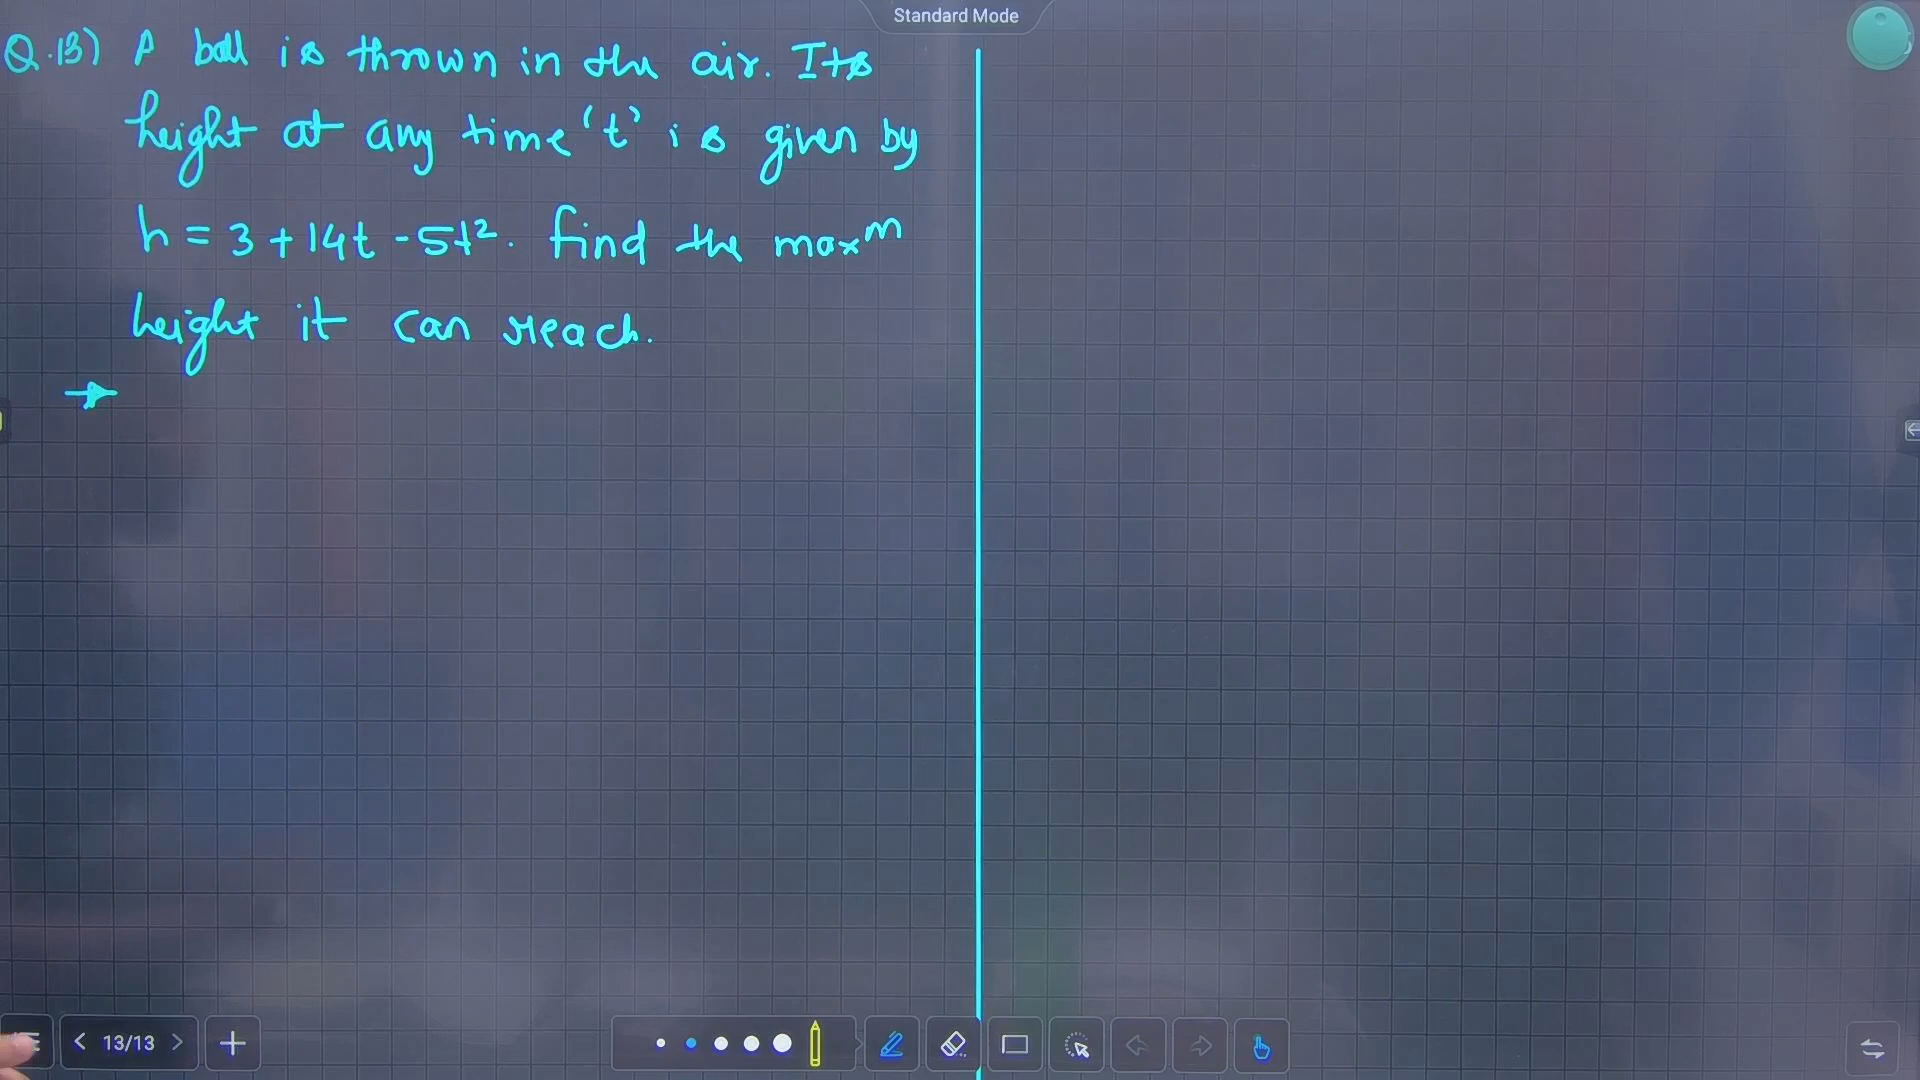 Standard Mode
Q.13) A ball is thrown in the air. Its
height at any time 't' is given by
h = 3 + 14t - 5t². find the maxᵐ
height it can reach.
13/13